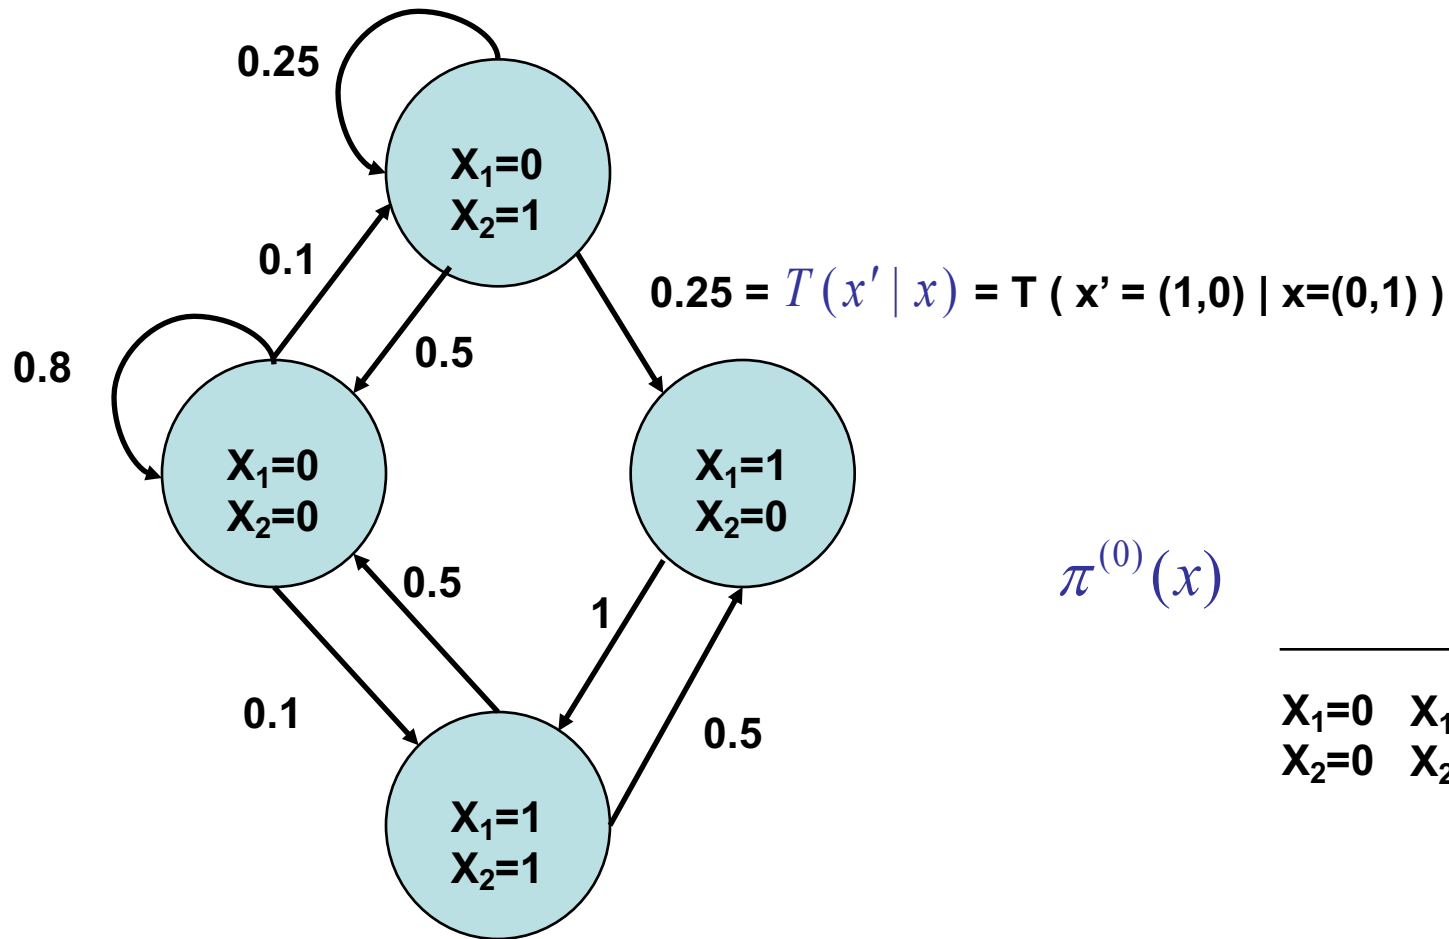 0.25
X₁=0
X₂=1
0.1
0.25 = T(x′ | x) = T ( x’ = (1,0) | x=(0,1) )
0.5
0.8
X₁=0
X₂=0
X₁=1
X₂=0
π⁽⁰⁾(x)
0.5
1
0.1
0.5
X₁=0 X₁
X₂=0 X₂
X₁=1
X₂=1